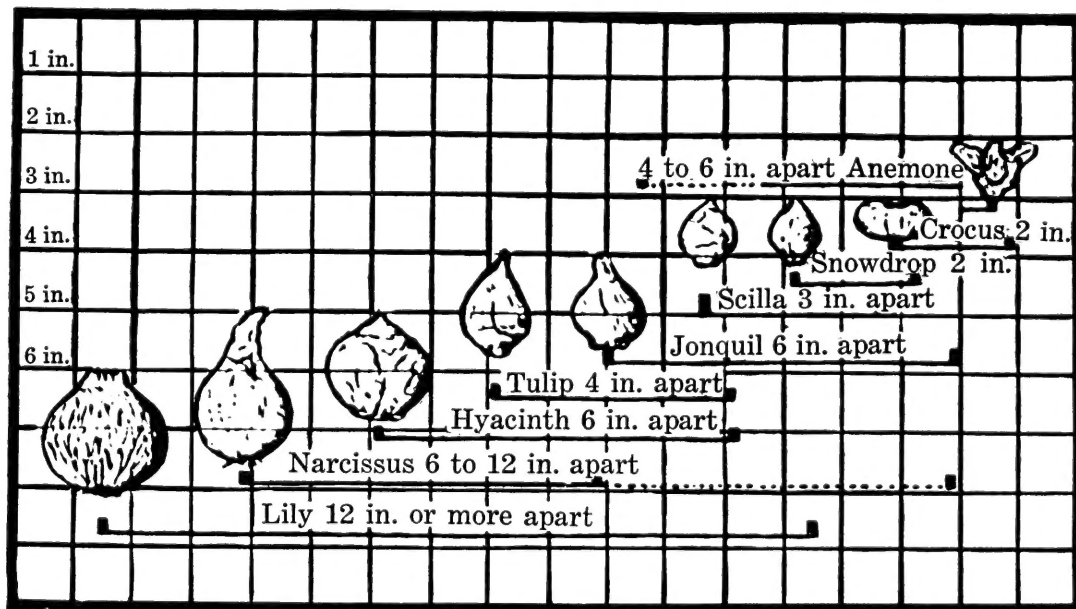 1 in.
2 in.
3 in.
4 to 6 in. apart Anemone
4 in.
Crocus 2 in.
Snowdrop 2 in.
5 in.
Scilla 3 in. apart
6 in.
Jonquil 6 in. apart
Tulip 4 in. apart
Hyacinth 6 in. apart
Narcissus 6 to 12 in. apart
Lily 12 in. or more apart